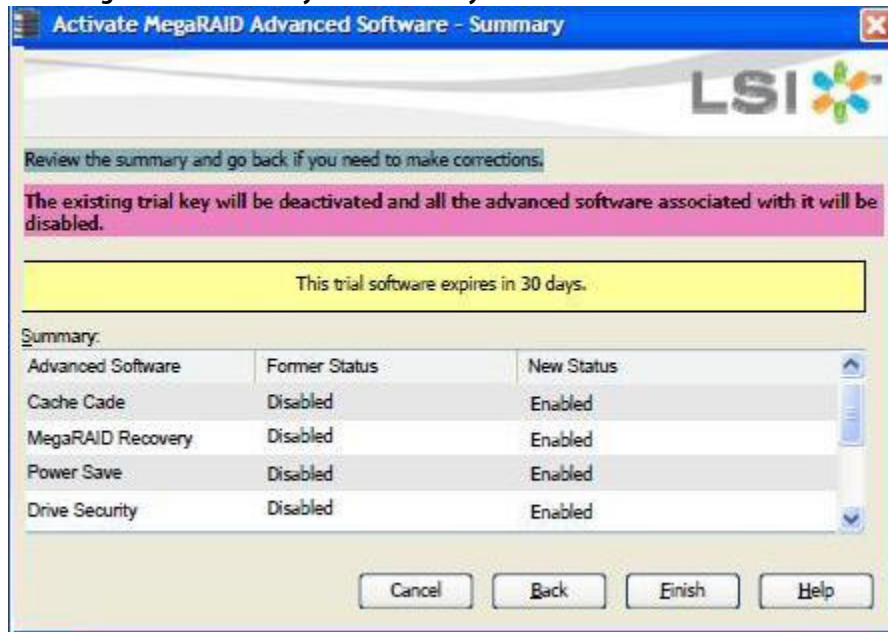 Activate MegaRAID Advanced Software - Summary
LSI
Review the summary and go back if you need to make corrections.
The existing trial key will be deactivated and all the advanced software associated with it will be
disabled.
This trial software expires in 30 days.
Summary:
Advanced Software Former Status New Status
Cache Cade Disabled Enabled
MegaRAID Recovery Disabled Enabled
Power Save Disabled Enabled
Drive Security Disabled Enabled
Cancel Back Finish Help